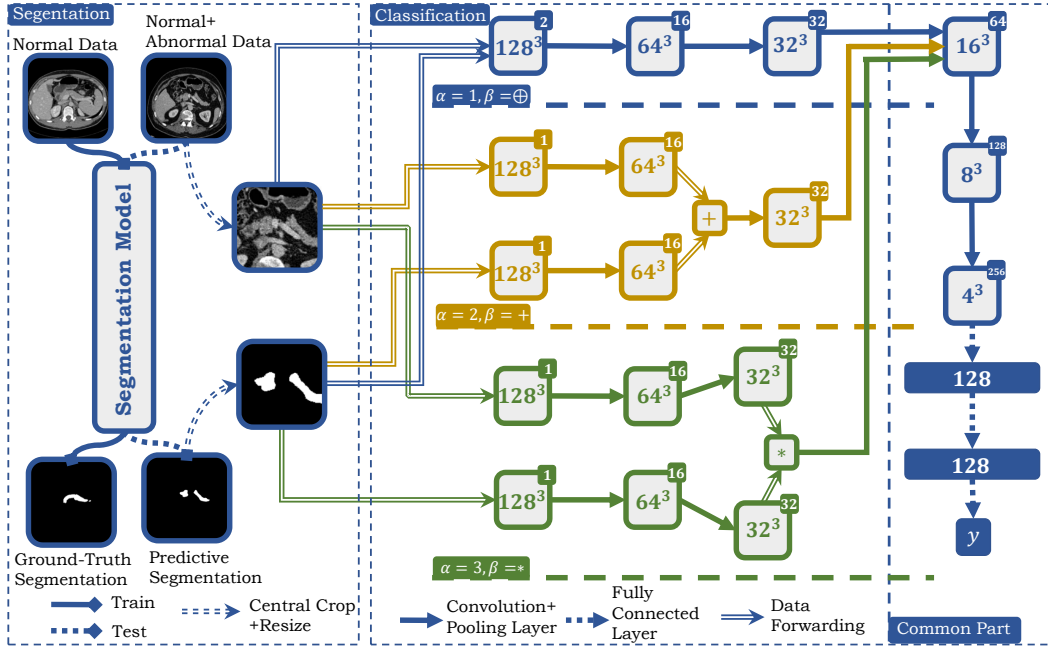 Segentation
Normal Data
Normal+
Abnormal Data
Segmentation Model
Ground-Truth
Segmentation
Predictive
Segmentation
Train
Test
Central Crop
+Resize
Classification
128³ 2
64³ 16
32³ 32
16³ 64
α = 1, β = ⊕
128³ 1
64³ 16
+
32³ 32
128³ 1
64³ 16
α = 2, β = +
128³ 1
64³ 16
32³ 32
*
128³ 1
64³ 16
32³ 32
α = 3, β = *
8³ 128
4³ 256
128
128
y
Convolution+
Pooling Layer
Fully
Connected
Layer
Data
Forwarding
Common Part